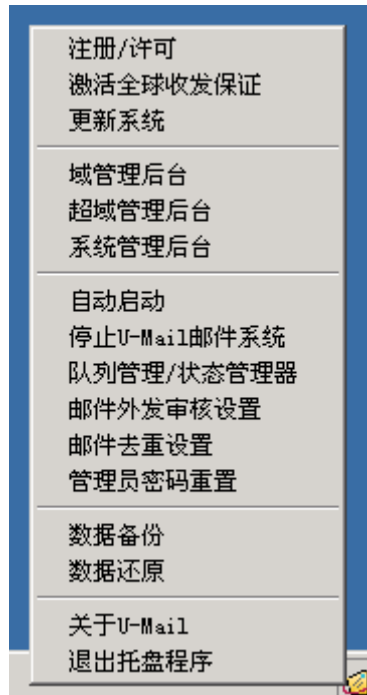 注册/许可
激活全球收发保证
更新系统
域管理后台
超域管理后台
系统管理后台
自动启动
停止U-Mail邮件系统
队列管理/状态管理器
邮件外发审核设置
邮件去重设置
管理员密码重置
数据备份
数据还原
关于U-Mail
退出托盘程序